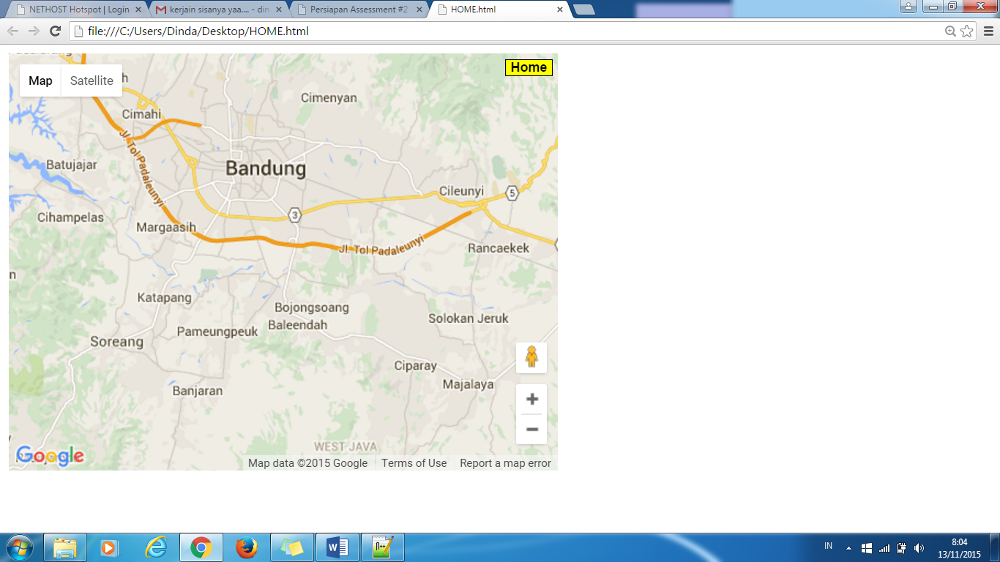 NETHOST Hotspot | Login
kerjain sisanya yaa.... - din
Persiapan Assessment #2
HOME.html
file:///C:/Users/Dinda/Desktop/HOME.html
Map
Satellite
Home
Cimenyan
Cimahi
Jl. Tol Padaleunyi
Batujajar
Bandung
Cileunyi
5
Cihampelas
3
Margaasih
Jl. Tol Padaleunyi
Rancaekek
Katapang
Bojongsoang
Solokan Jeruk
Baleendah
Pameungpeuk
Soreang
Ciparay
Majalaya
Banjaran
WEST JAVA
Google
Map data ©2015 Google
Terms of Use
Report a map error
IN
8:04
13/11/2015